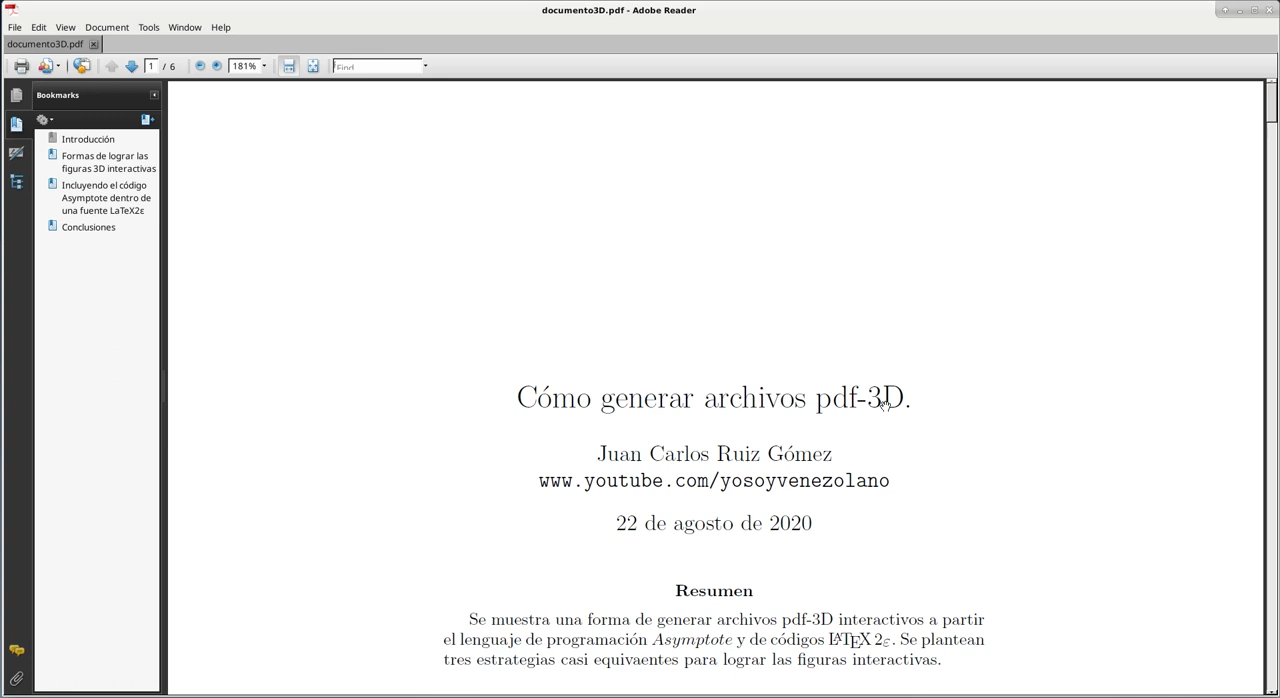 documento3D.pdf - Adobe Reader
File Edit View Document Tools Window Help
documento3D.pdf
1 / 6 181% Find
Bookmarks
Introducción
Formas de lograr las
figuras 3D interactivas
Incluyendo el código
Asymptote dentro de
una fuente LaTeX2ε
Conclusiones
Cómo generar archivos pdf-3D.
Juan Carlos Ruiz Gómez
www.youtube.com/yosoyvenezolano
22 de agosto de 2020
Resumen
Se muestra una forma de generar archivos pdf-3D interactivos a partir
el lenguaje de programación Asymptote y de códigos LATEX 2ε. Se plantean
tres estrategias casi equivaentes para lograr las figuras interactivas.